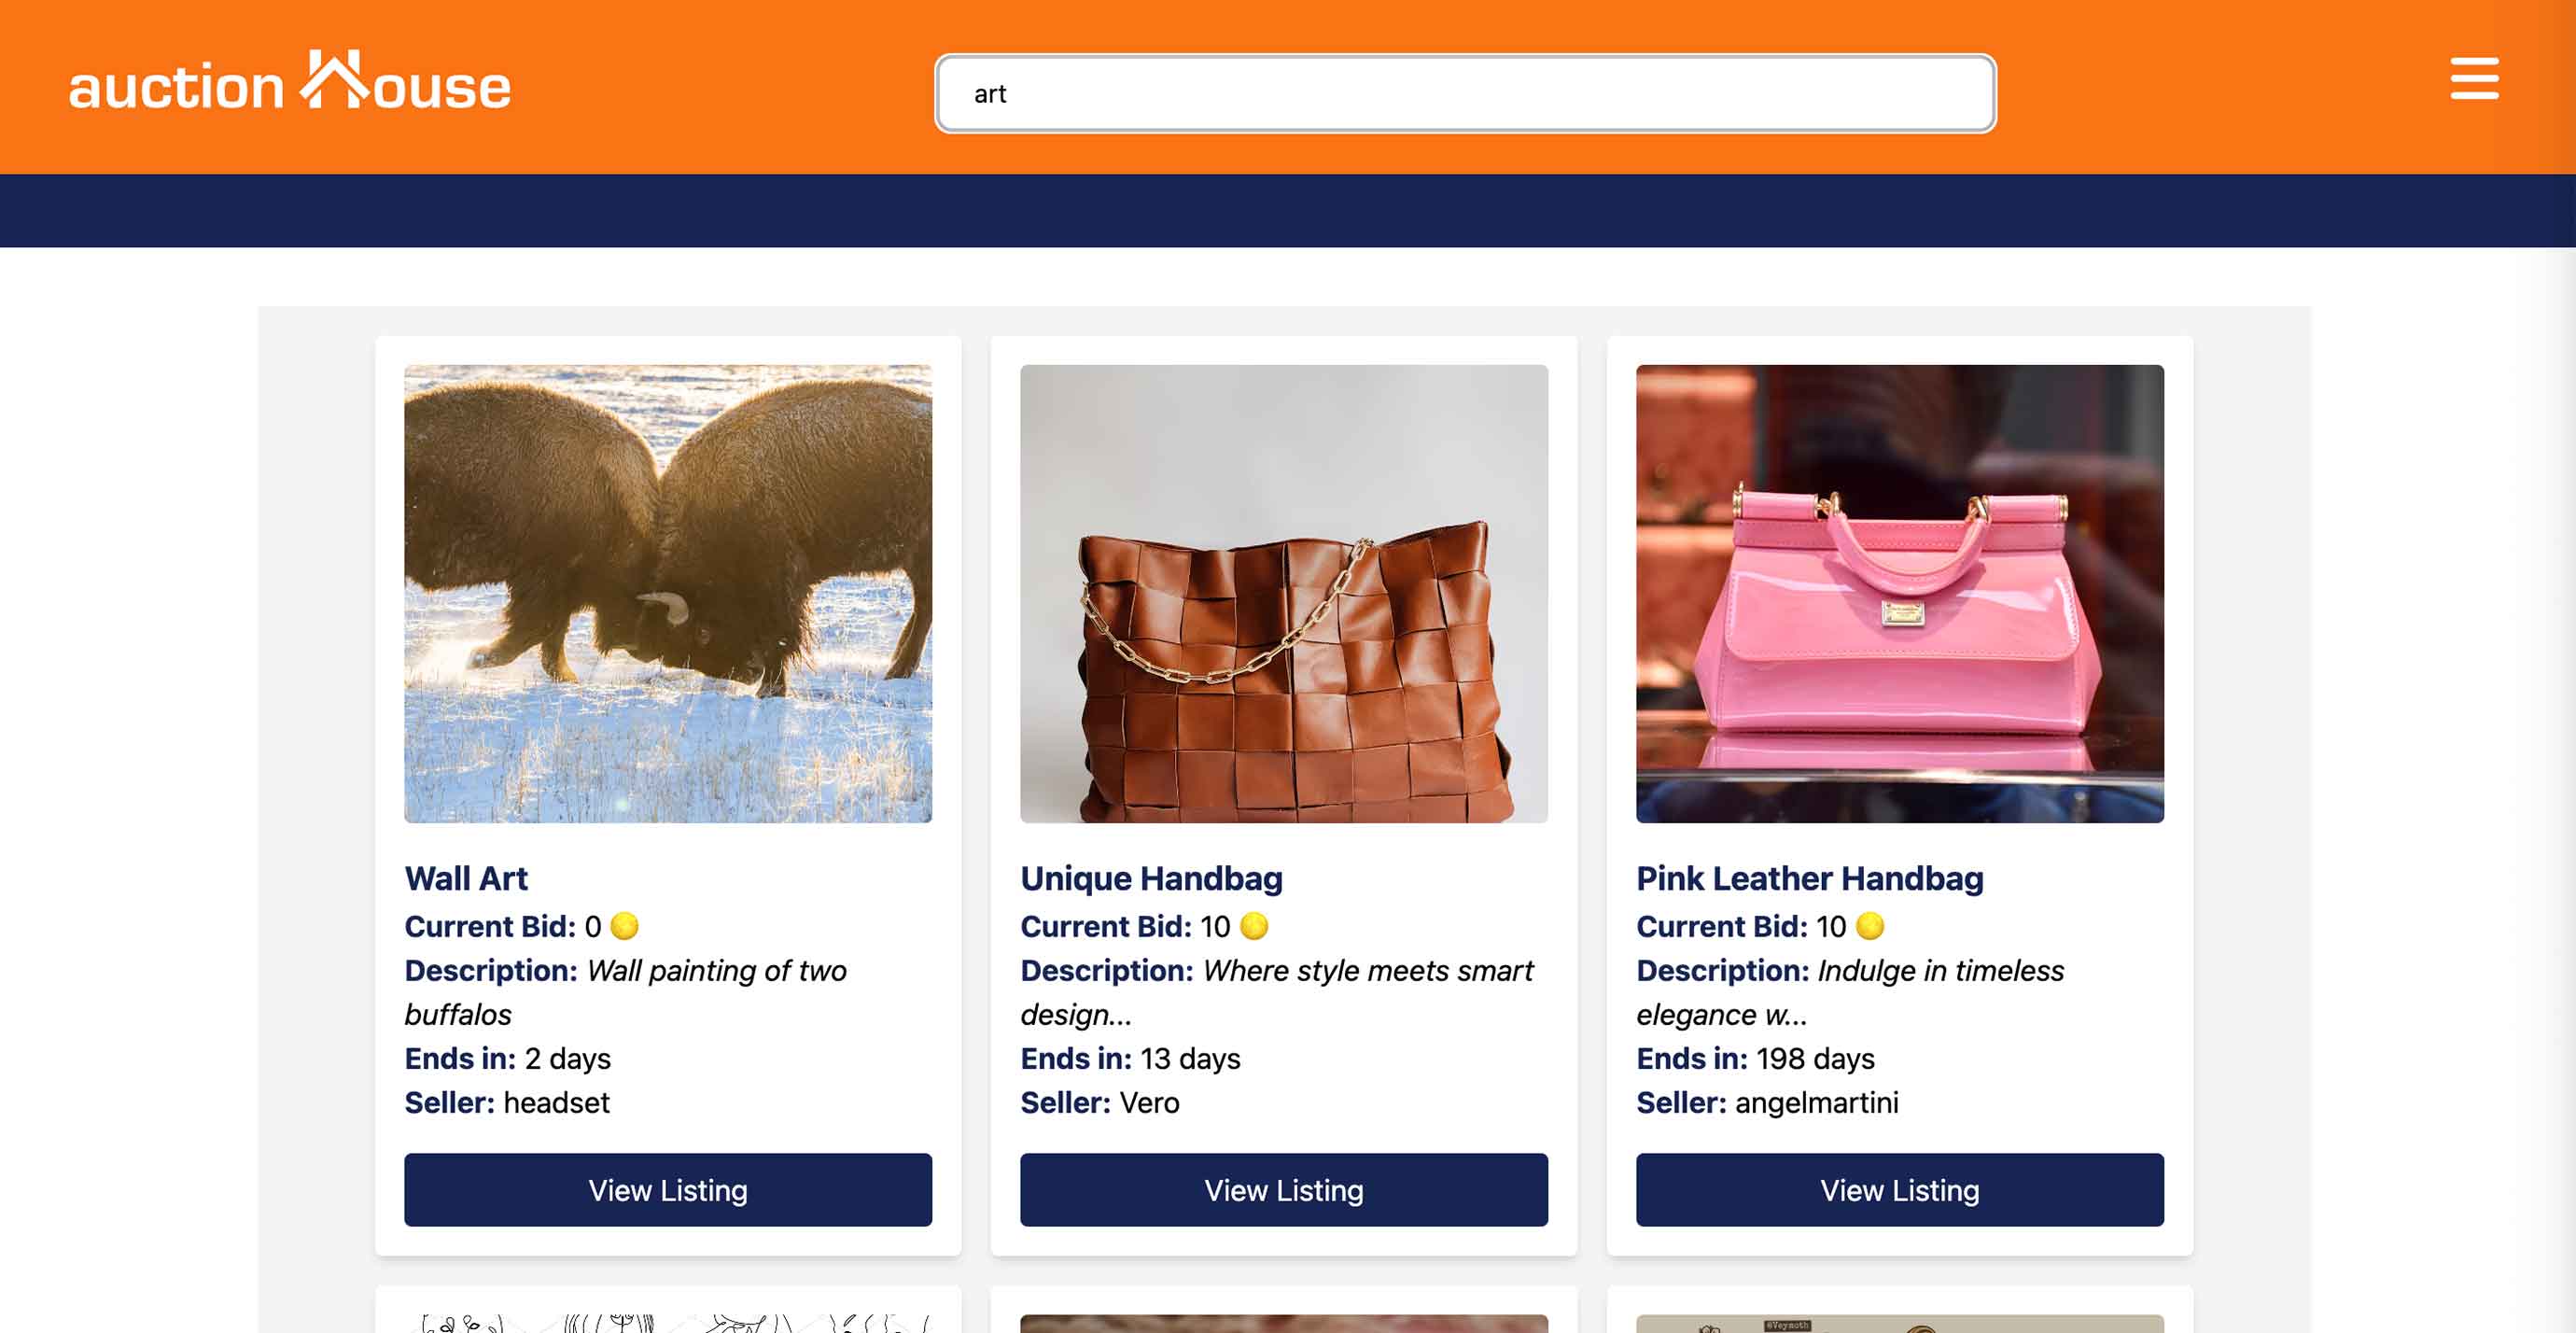 auction House
art
Wall Art
Current Bid: 0
Description: Wall painting of two
buffalos
Ends in: 2 days
Seller: headset
View Listing
Unique Handbag
Current Bid: 10
Description: Where style meets smart
design...
Ends in: 13 days
Seller: Vero
View Listing
Pink Leather Handbag
Current Bid: 10
Description: Indulge in timeless
elegance w...
Ends in: 198 days
Seller: angelmartini
View Listing
@Veymoth